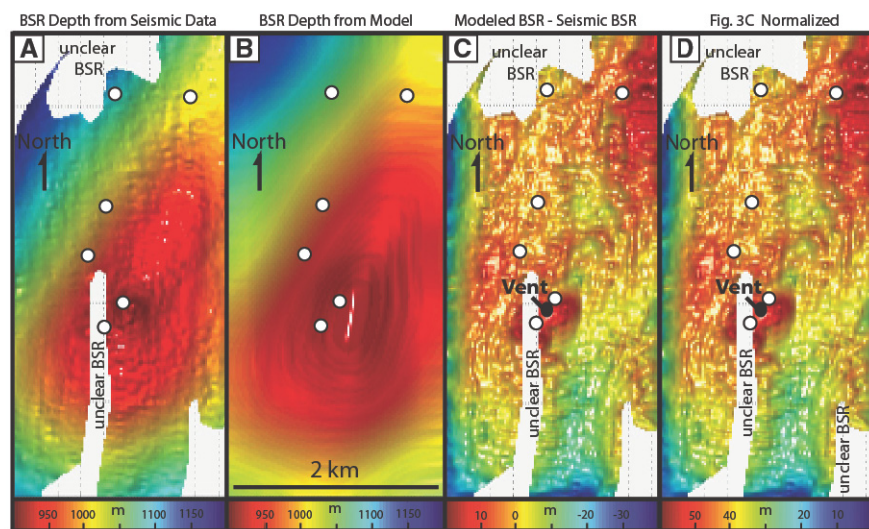 BSR Depth from Seismic Data
BSR Depth from Model
Modeled BSR - Seismic BSR
Fig. 3C Normalized
A
unclear
BSR
North
unclear BSR
950 1000 m 1100 1150
B
North
2 km
950 1000 m 1100 1150
C
unclear
BSR
North
Vent
unclear BSR
10 0 m -20 -30
D
unclear
BSR
North
Vent
unclear BSR
unclear BSR
50 40 m 20 10